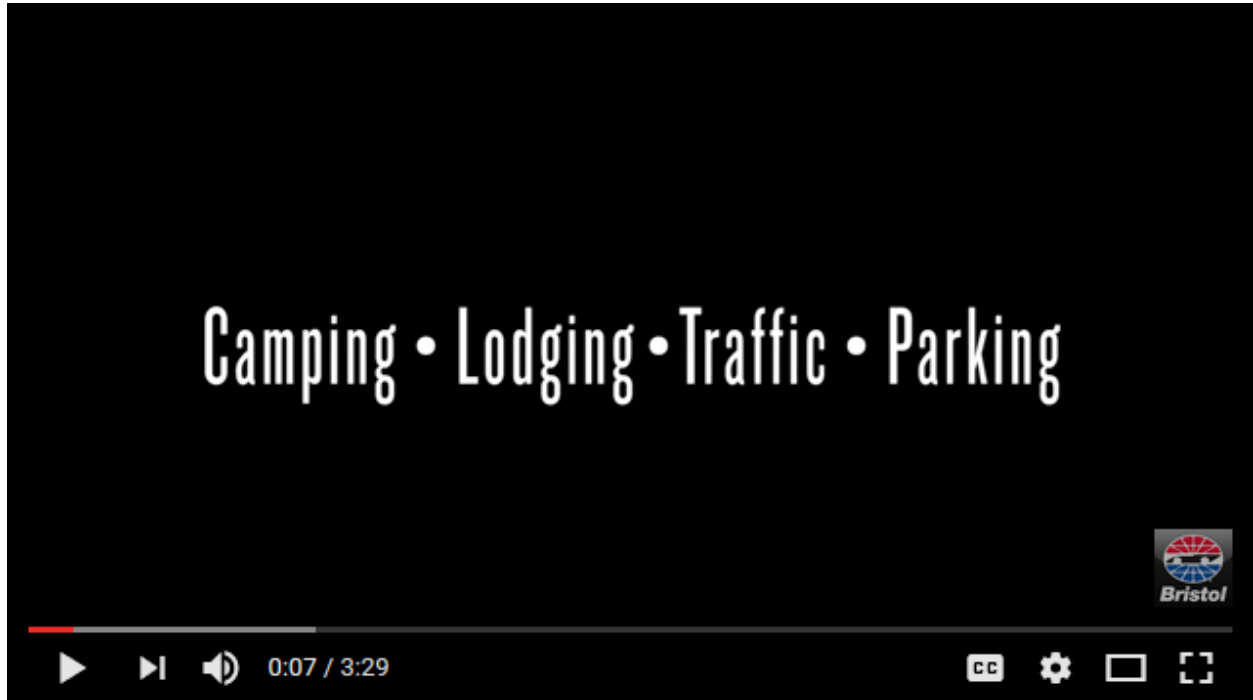 Camping • Lodging • Traffic • Parking
Bristol
0:07 / 3:29
CC